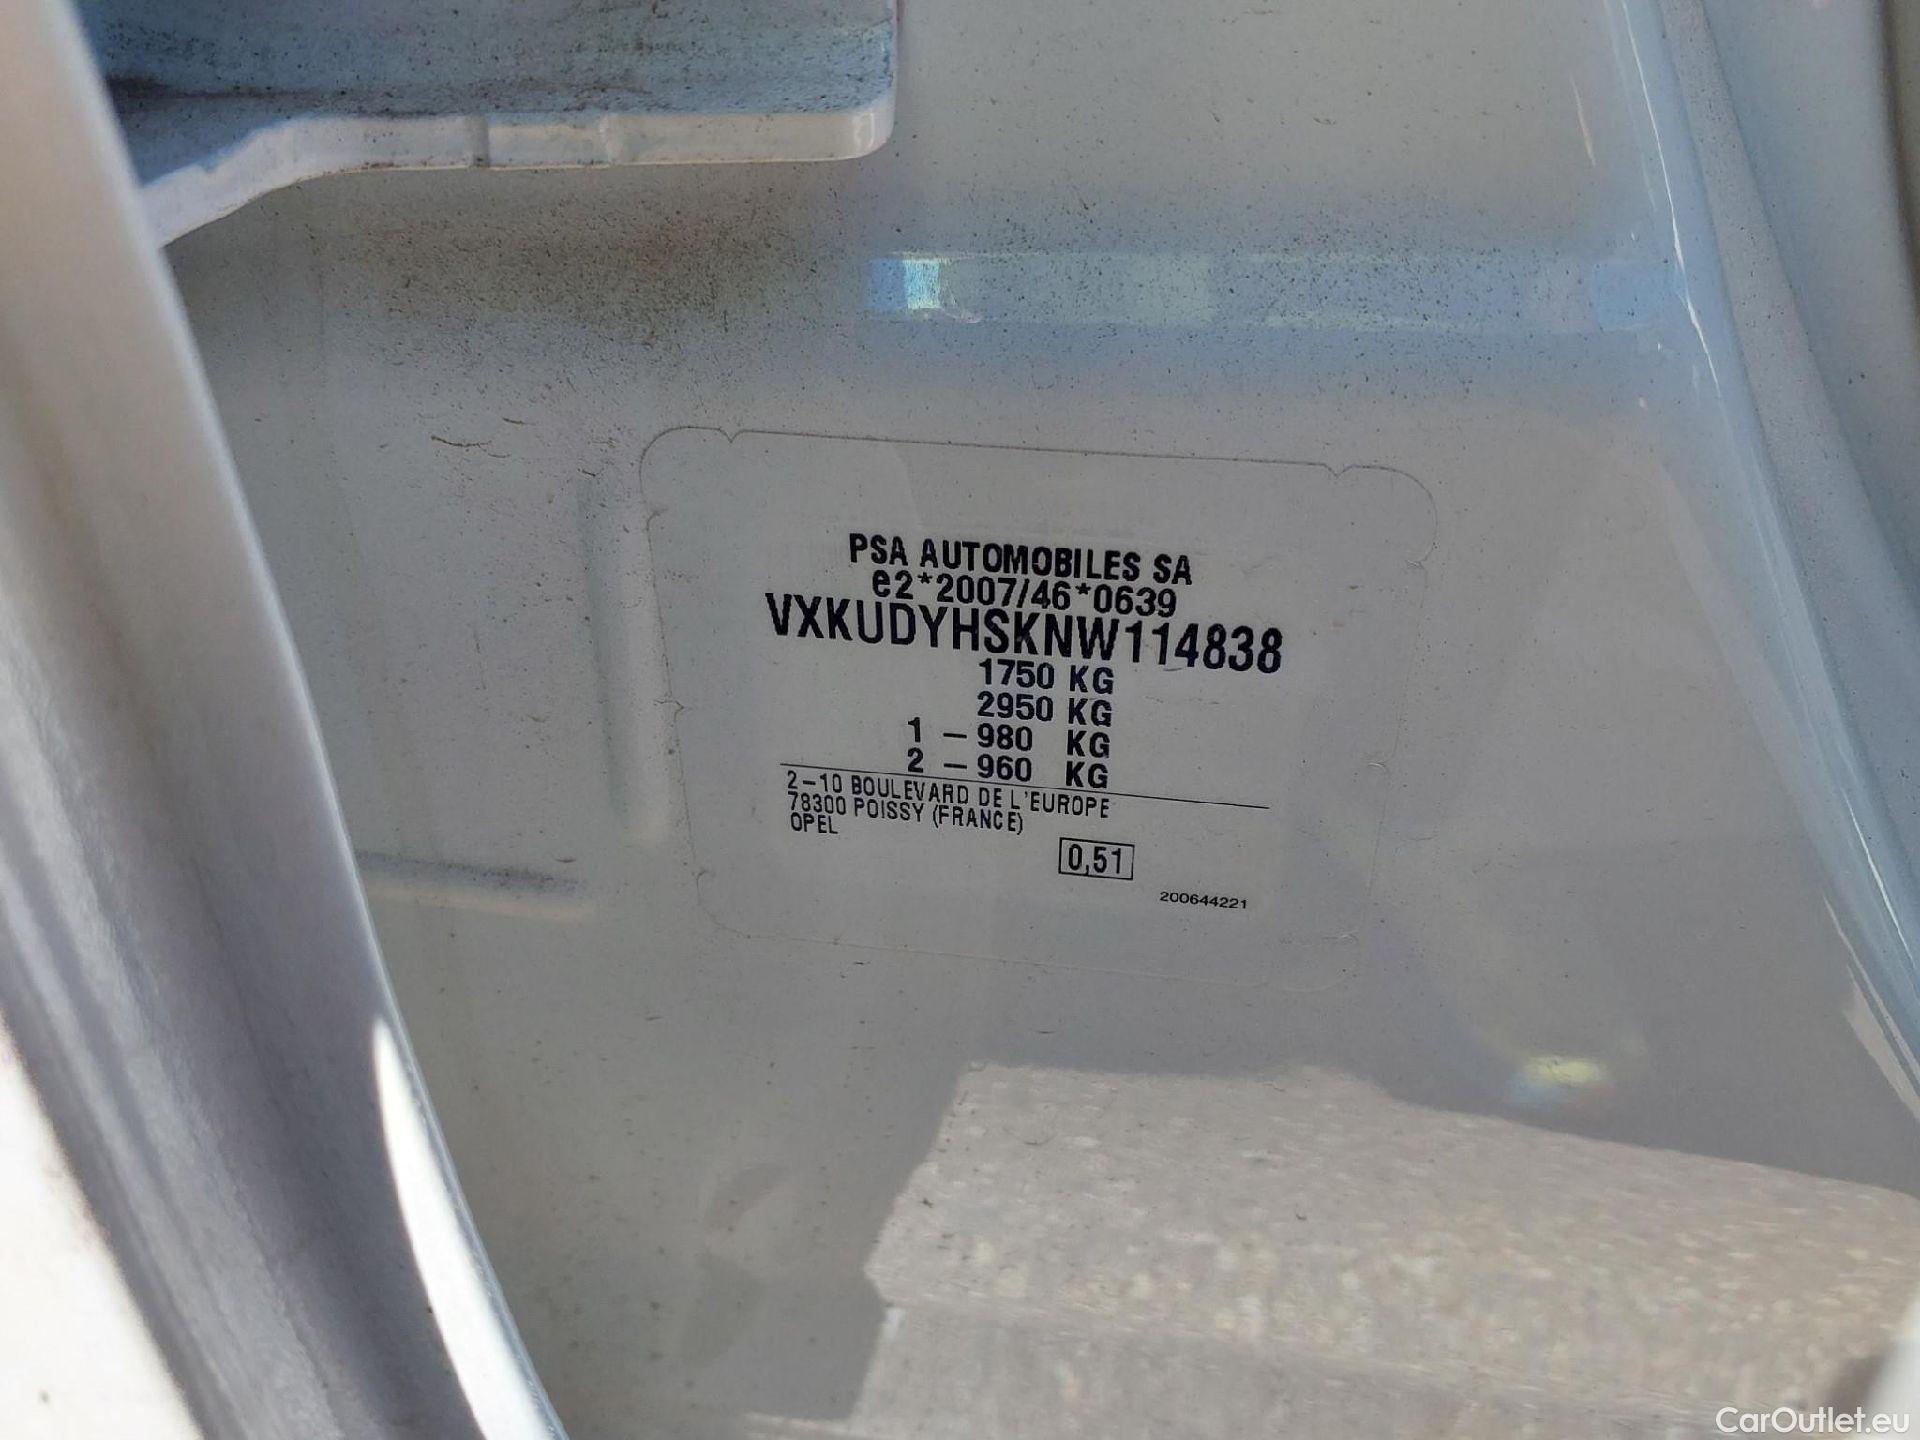 PSA AUTOMOBILES SA
e2*2007/46*0639
VXKUDYHSKNW114838
1750 KG
2950 KG
1 – 980 KG
2 – 960 KG
2–10 BOULEVARD DE L'EUROPE
78300 POISSY (FRANCE)
OPEL
0,51
200644221
CarOutlet.eu